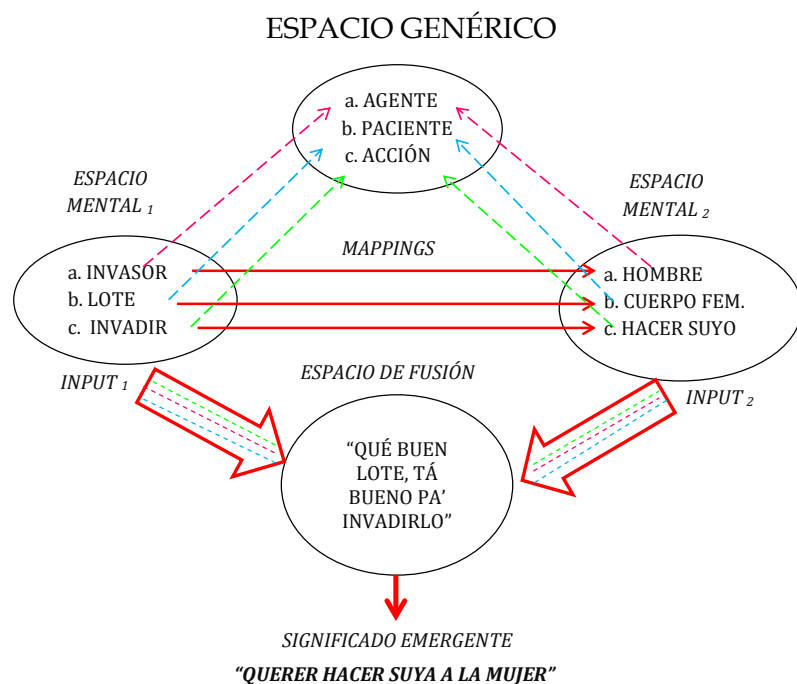 ESPACIO GENÉRICO
a. AGENTE
b. PACIENTE
c. ACCIÓN
ESPACIO
MENTAL 1
ESPACIO
MENTAL 2
MAPPINGS
a. INVASOR
b. LOTE
c. INVADIR
a. HOMBRE
b. CUERPO FEM.
c. HACER SUYO
INPUT 1
ESPACIO DE FUSIÓN
INPUT 2
“QUÉ BUEN
LOTE, TÁ
BUENO PA’
INVADIRLO”
SIGNIFICADO EMERGENTE
“QUERER HACER SUYA A LA MUJER”